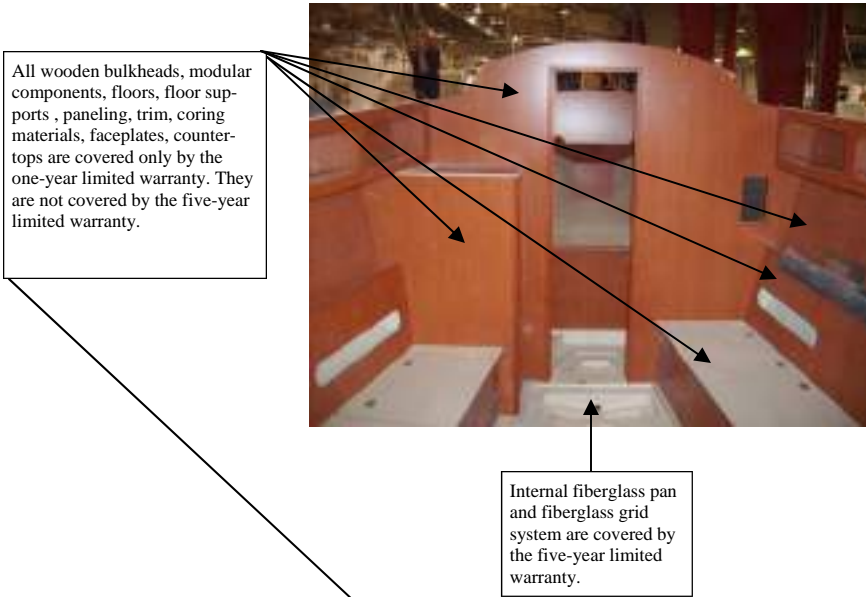 All wooden bulkheads, modular
components, floors, floor sup-
ports , paneling, trim, coring
materials, faceplates, counter-
tops are covered only by the
one-year limited warranty. They
are not covered by the five-year
limited warranty.
Internal fiberglass pan
and fiberglass grid
system are covered by
the five-year limited
warranty.